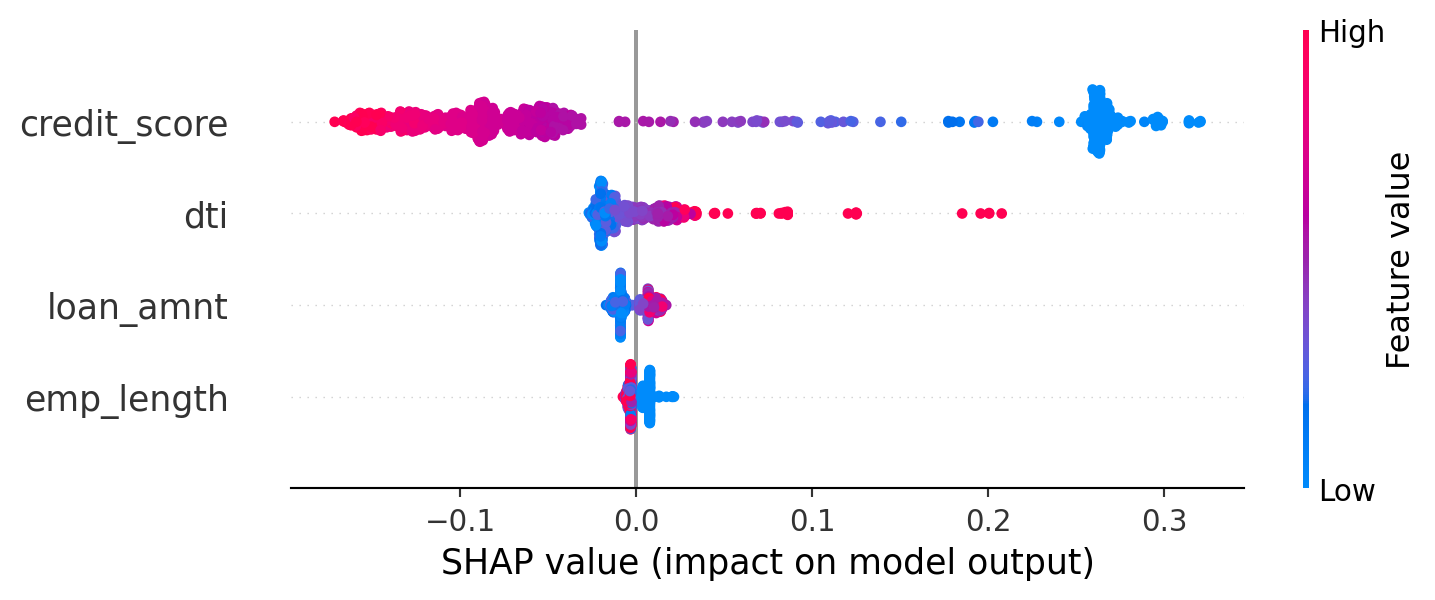 High
credit_score
dti
loan_amnt
emp_length
Low
Feature value
−0.1
0.0
0.1
0.2
0.3
SHAP value (impact on model output)